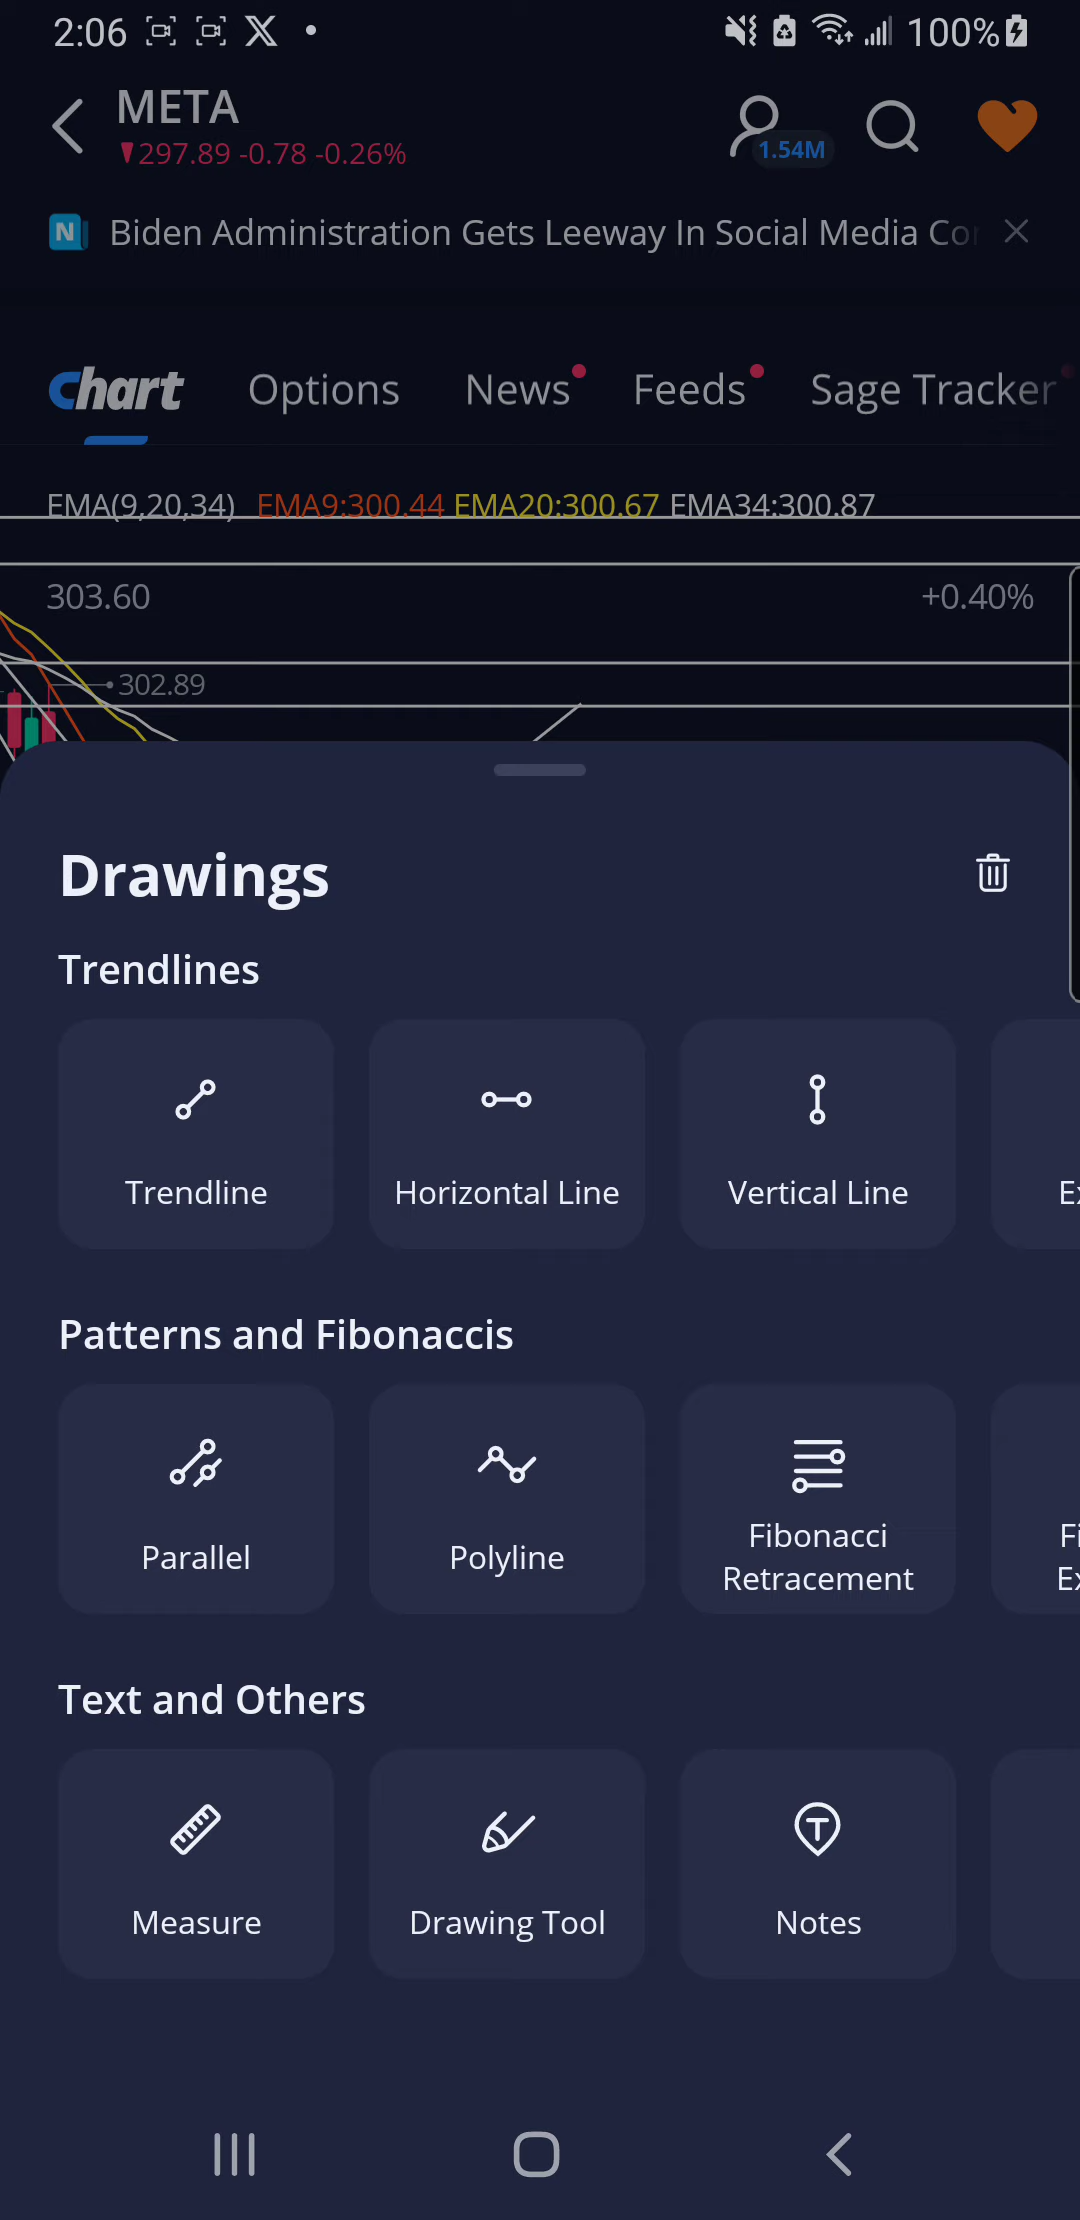 2:06 100%
META
297.89 -0.78 -0.26%
1.54M
N Biden Administration Gets Leeway In Social Media
Chart Options News Feeds Sage Tracker
EMA(9,20,34) EMA9:300.44 EMA20:300.67 EMA34:300.87
303.60 +0.40%
302.89
Drawings
Trendlines
Trendline Horizontal Line Vertical Line
Patterns and Fibonaccis
Parallel Polyline Fibonacci
Retracement
Text and Others
Measure Drawing Tool Notes